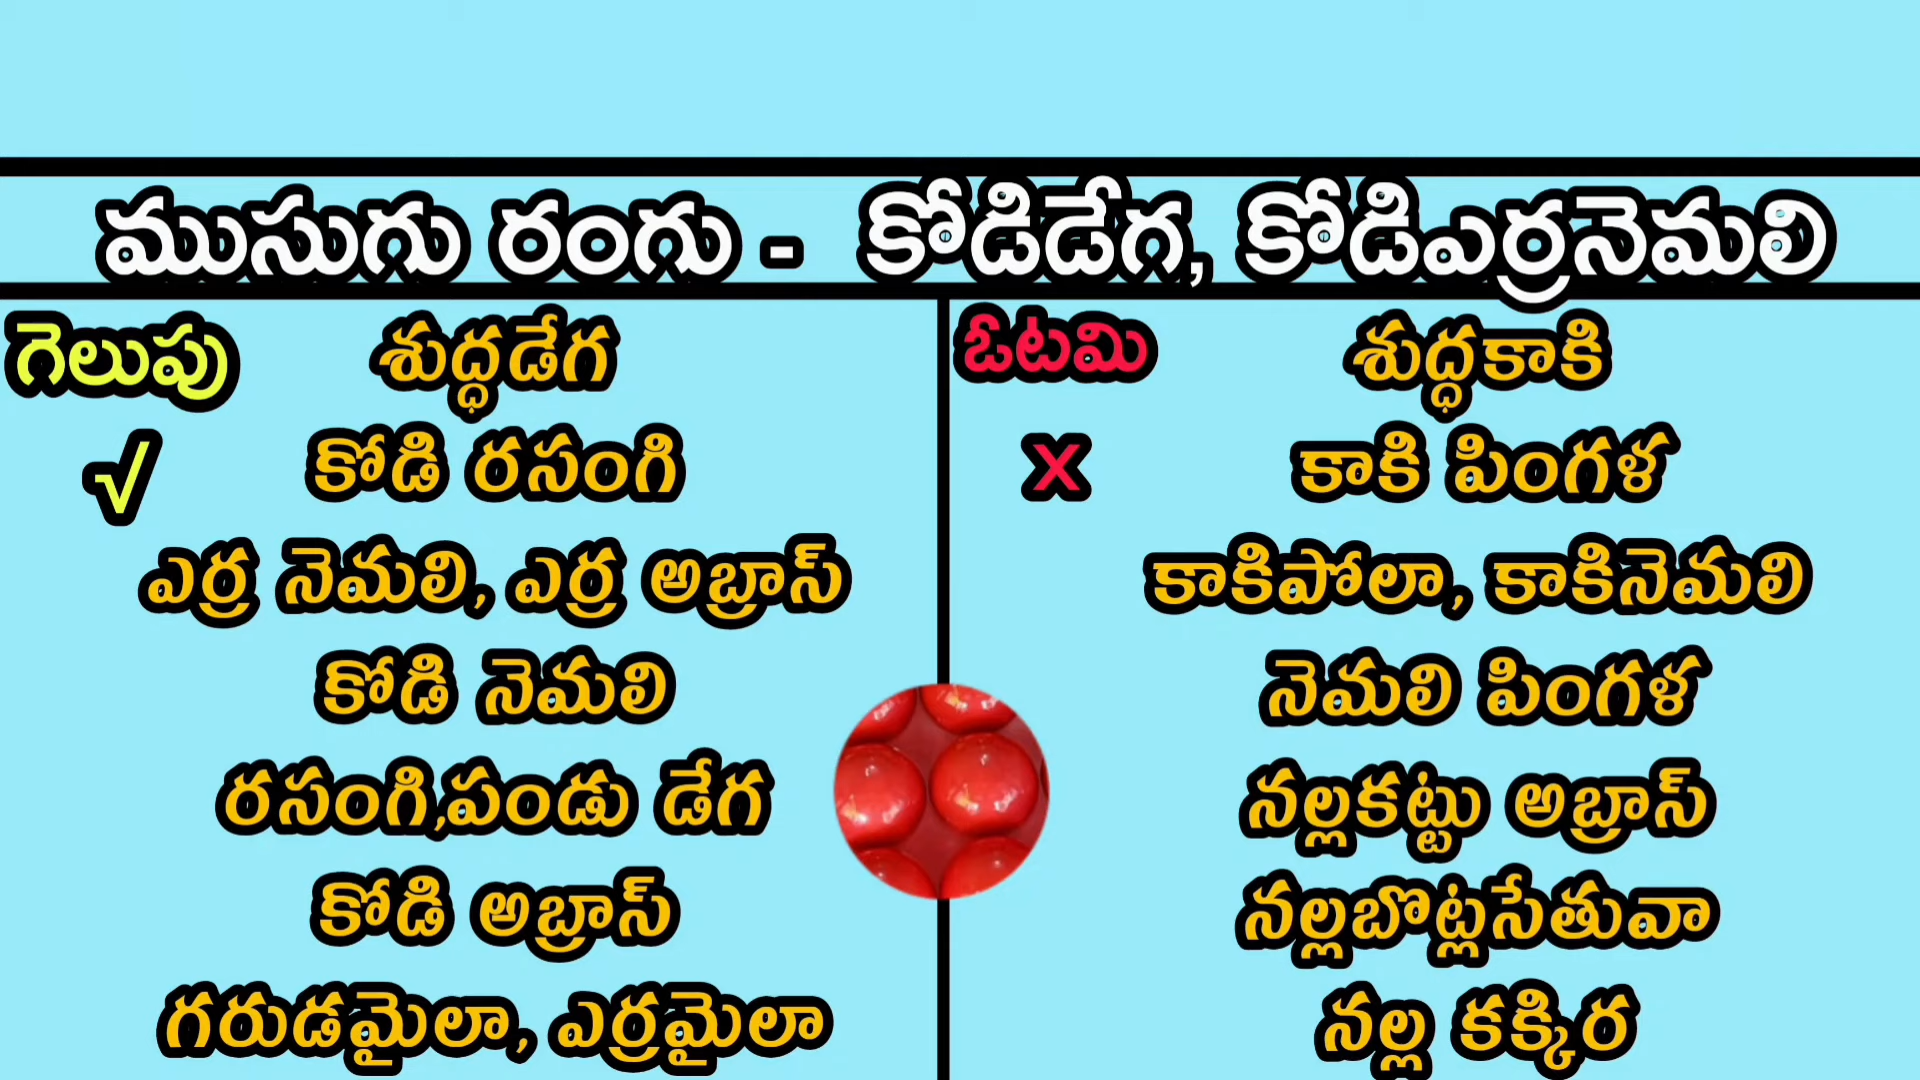 ముసుగు రంగు - కోడిడేగ, కోడిఎర్రనెమలి
గెలుపు
√
శుద్ధడేగ
కోడి రసంగి
ఎర్ర నెమలి, ఎర్ర అబ్రాస్
కోడి నెమలి
రసంగి,పండు డేగ
కోడి అబ్రాస్
గరుడమైలా, ఎర్రమైలా
ఓటమి
x
శుద్ధకాకి
కాకి పింగళ
కాకిపోలా, కాకినెమలి
నెమలి పింగళ
నల్లకట్టు అబ్రాస్
నల్లబొట్లసేతువా
నల్ల కక్కిర